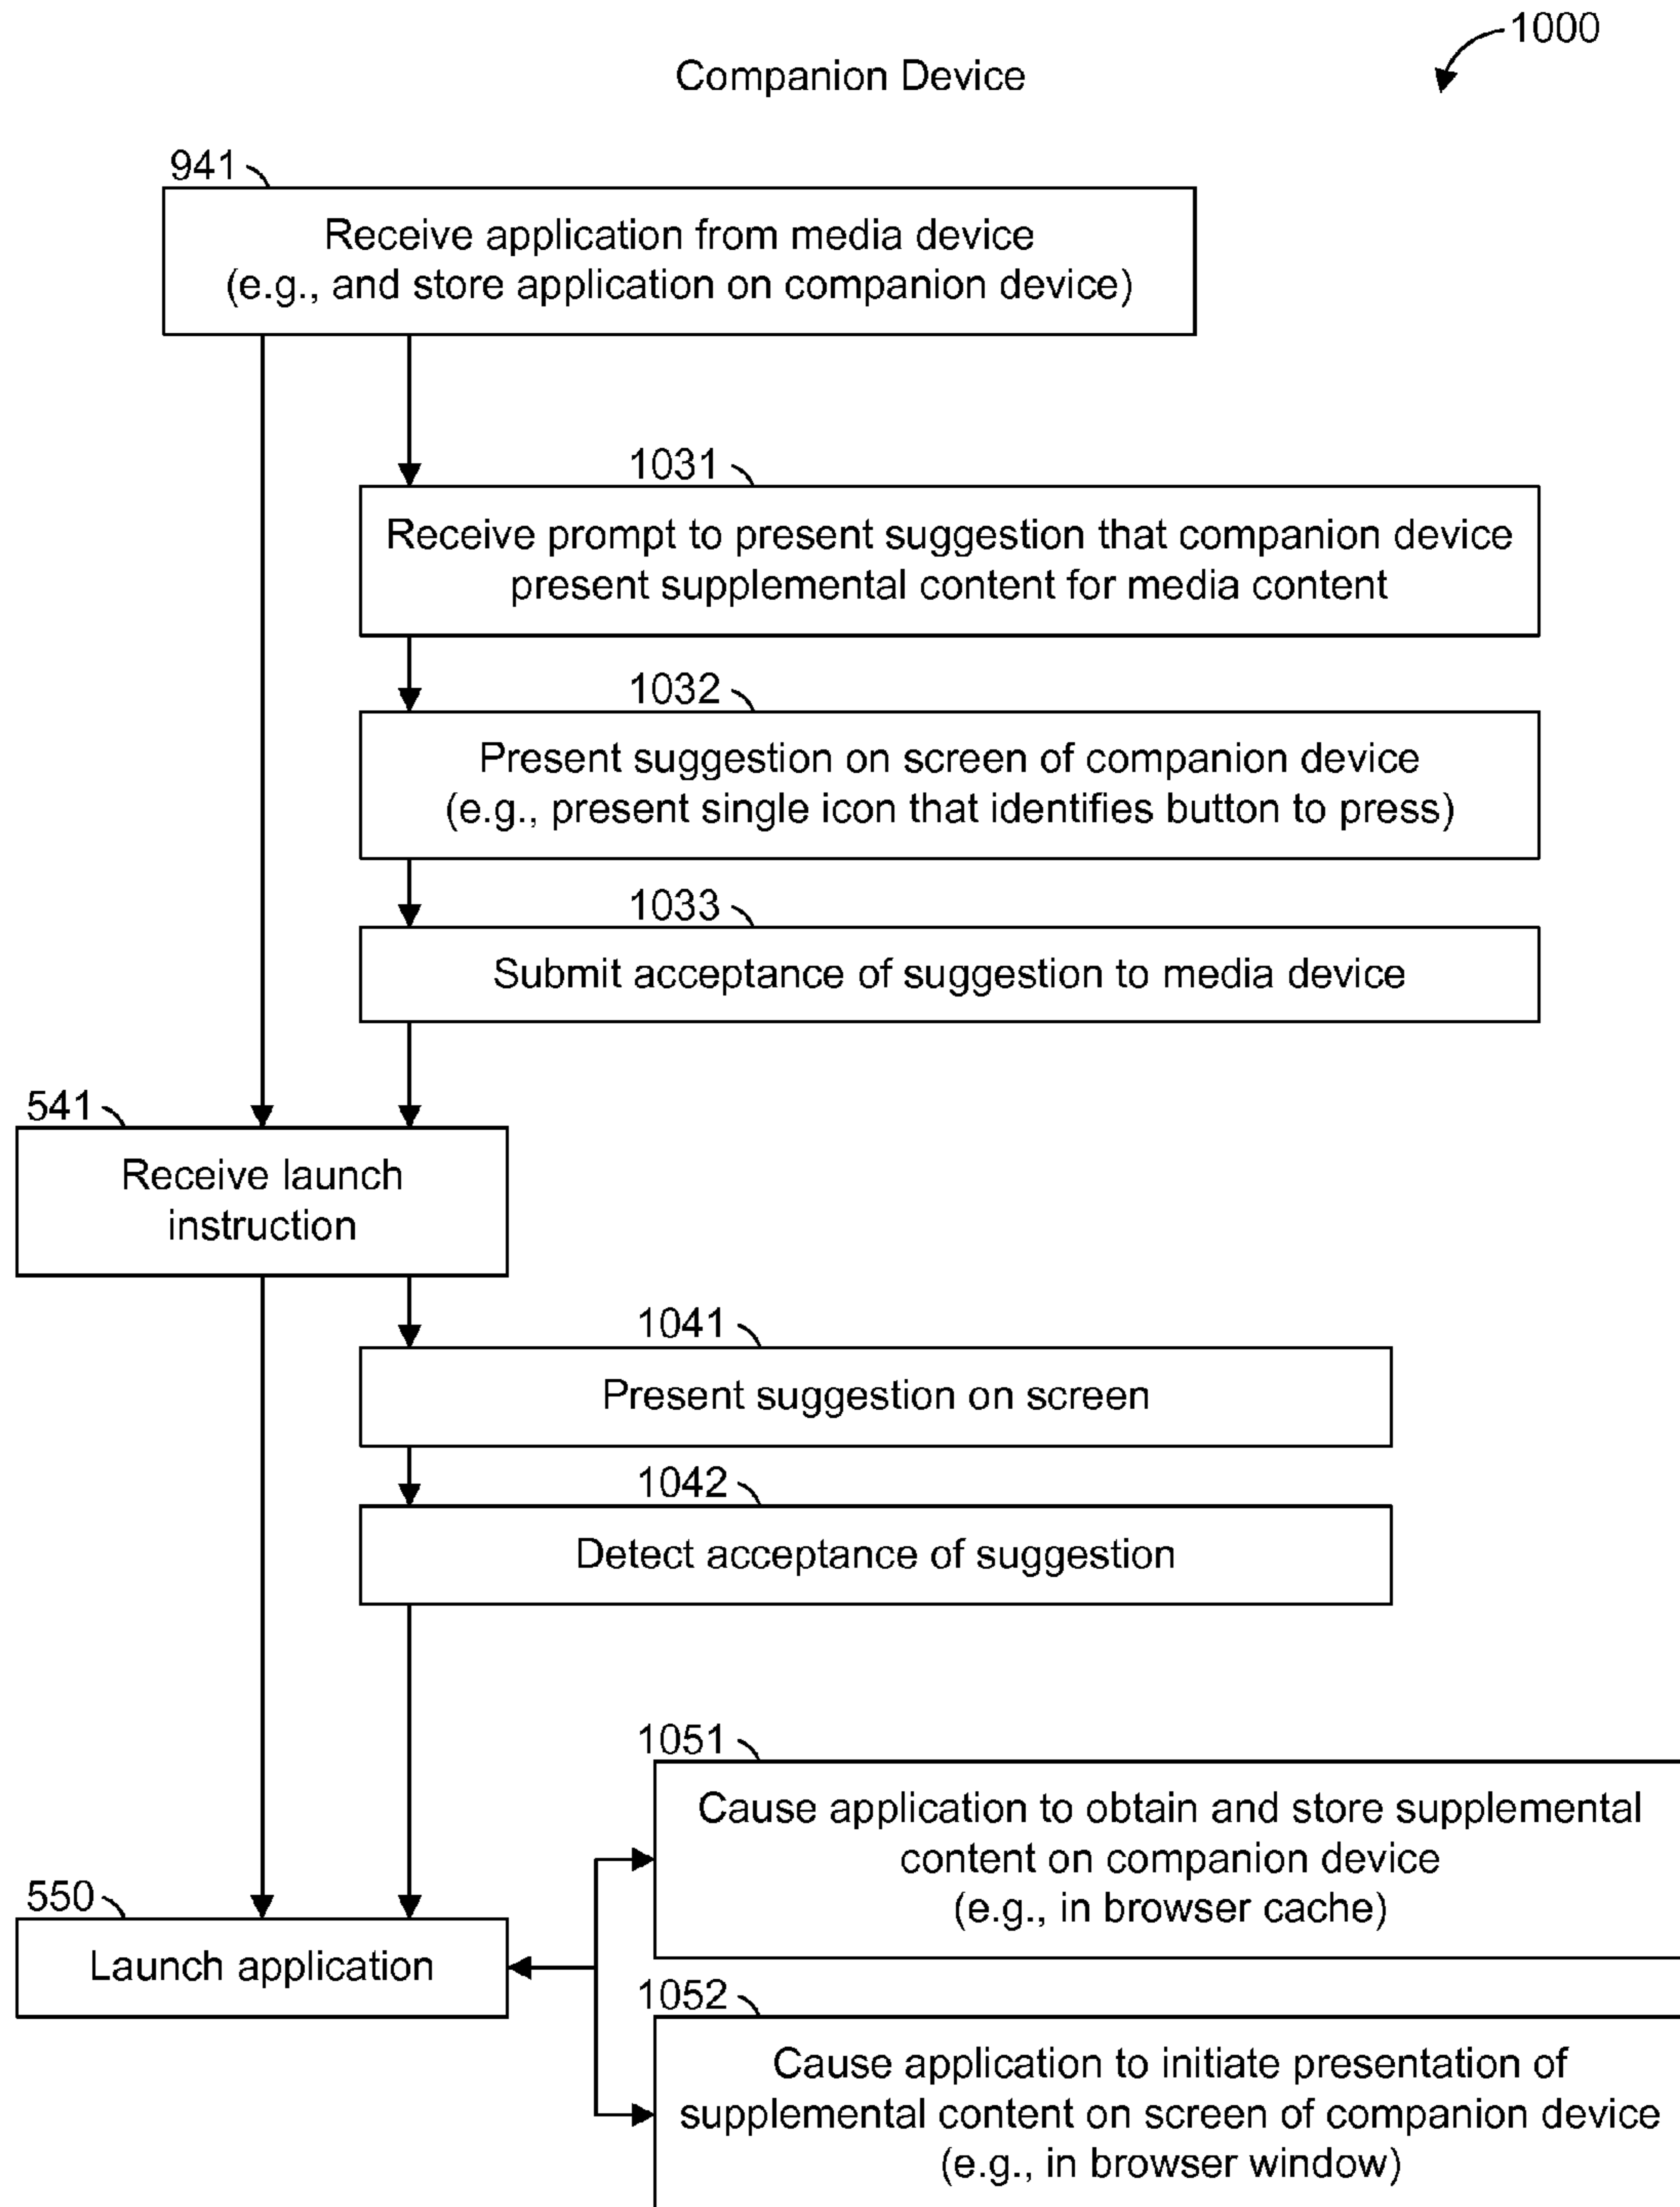 1000
Companion Device
941
Receive application from media device
(e.g., and store application on companion device)
1031
Receive prompt to present suggestion that companion device
present supplemental content for media content
1032
Present suggestion on screen of companion device
(e.g., present single icon that identifies button to press)
1033
Submit acceptance of suggestion to media device
541
Receive launch
instruction
1041
Present suggestion on screen
1042
Detect acceptance of suggestion
1051
Cause application to obtain and store supplemental
content on companion device
(e.g., in browser cache)
550
Launch application
1052
Cause application to initiate presentation of
supplemental content on screen of companion device
(e.g., in browser window)